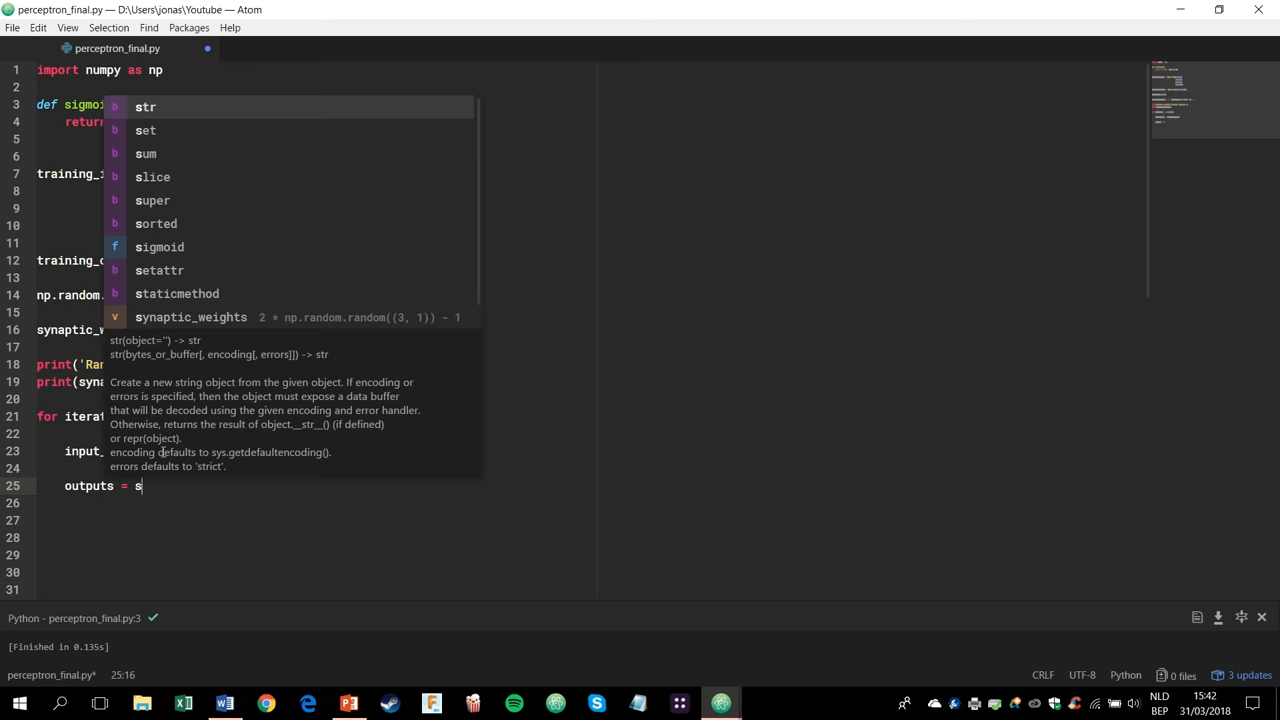 perceptron_final.py — D:\Users\jonas\Youtube — Atom
File Edit View Selection Find Packages Help
perceptron_final.py
1 import numpy as np
2
3 def sigmoi
4 return
5
6
7 training_i
8
9
10
11
12 training_o
13
14 np.random.
15
16 synaptic_w
17
18 print('Ran
19 print(syna
20
21 for iterat
22
23 input_
24
25 outputs = s
26
27
28
29
30
31
b str
b set
b sum
b slice
b super
b sorted
f sigmoid
b setattr
b staticmethod
v synaptic_weights 2 * np.random.random((3, 1)) - 1
str(object='') -> str
str(bytes_or_buffer[, encoding[, errors]]) -> str
Create a new string object from the given object. If encoding or
errors is specified, then the object must expose a data buffer
that will be decoded using the given encoding and error handler.
Otherwise, returns the result of object.__str__() (if defined)
or repr(object).
encoding defaults to sys.getdefaultencoding().
errors defaults to 'strict'.
Python - perceptron_final.py:3
[Finished in 0.135s]
perceptron_final.py* 25:16 CRLF UTF-8 Python 0 files 3 updates
NLD 15:42
BEP 31/03/2018